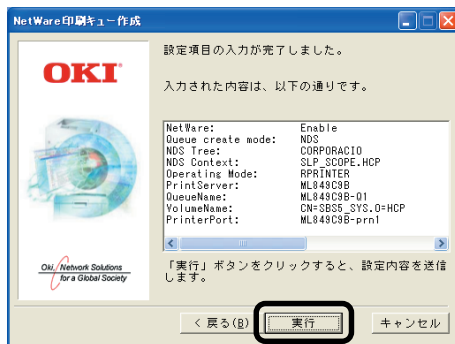 NetWare印刷キュー作成
OKI
設定項目の入力が完了しました。
入力された内容は、以下の通りです。
NetWare: Enable
Queue create mode: NDS
NDS Tree: CORPORACIO
NDS Context: SLP_SCOPE.HCP
Operating Mode: RPRINTER
PrintServer: ML849C9B
QueueName: ML849C9B-Q1
VolumeName: CN=SBS5_SYS.O=HCP
PrinterPort: ML849C9B-prn1
Oki, Network Solutions
for a Global Society
「実行」ボタンをクリックすると、設定内容を送信
します。
< 戻る(B)
実行
キャンセル